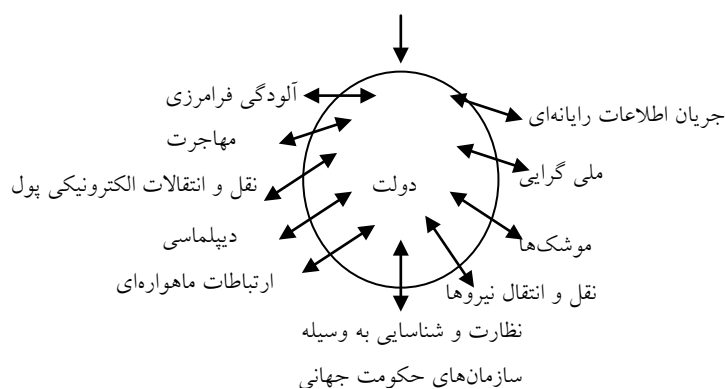 آلودگی فرامرزی
جریان اطلاعات رایانه‌ای
مهاجرت
ملی گرایی
نقل و انتقالات الکترونیکی پول
دولت
دیپلماسی
موشک‌ها
ارتباطات ماهواره‌ای
نقل و انتقال نیروها
نظارت و شناسایی به وسیله
سازمان‌های حکومت جهانی